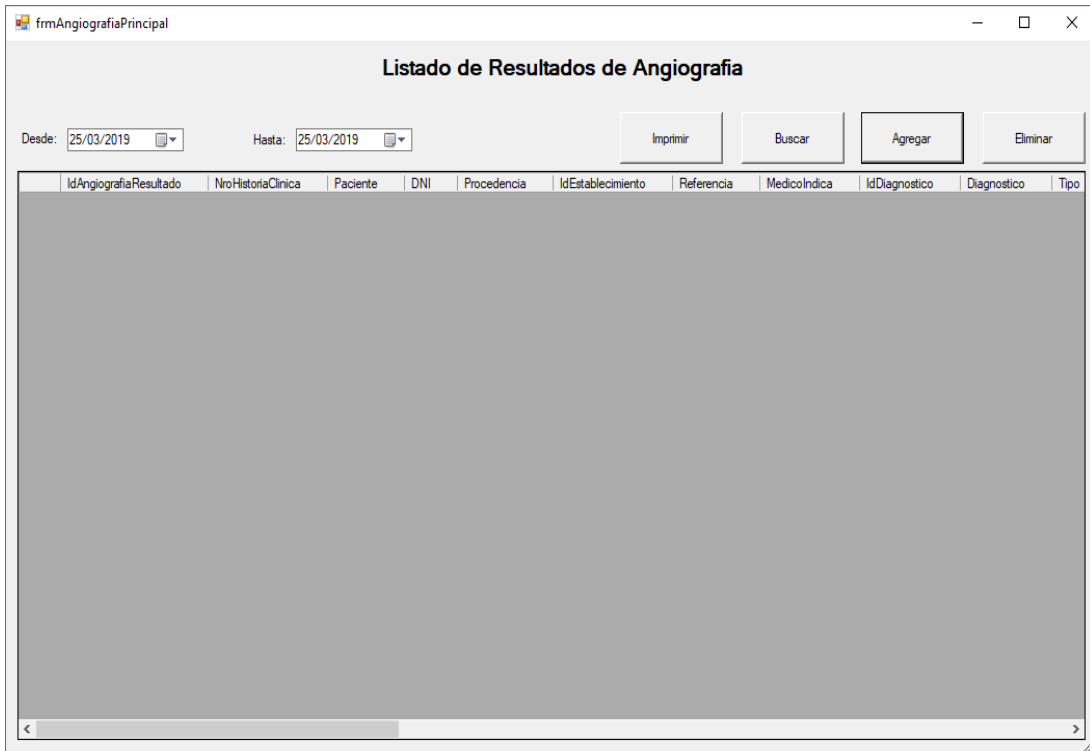 frmAngiografiaPrincipal
Listado de Resultados de Angiografia
Desde: 25/03/2019 Hasta: 25/03/2019 Imprimir Buscar Agregar Eliminar
IdAngiografiaResultado NroHistoriaClinica Paciente DNI Procedencia IdEstablecimiento Referencia MedicoIndica IdDiagnostico Diagnostico Tipo